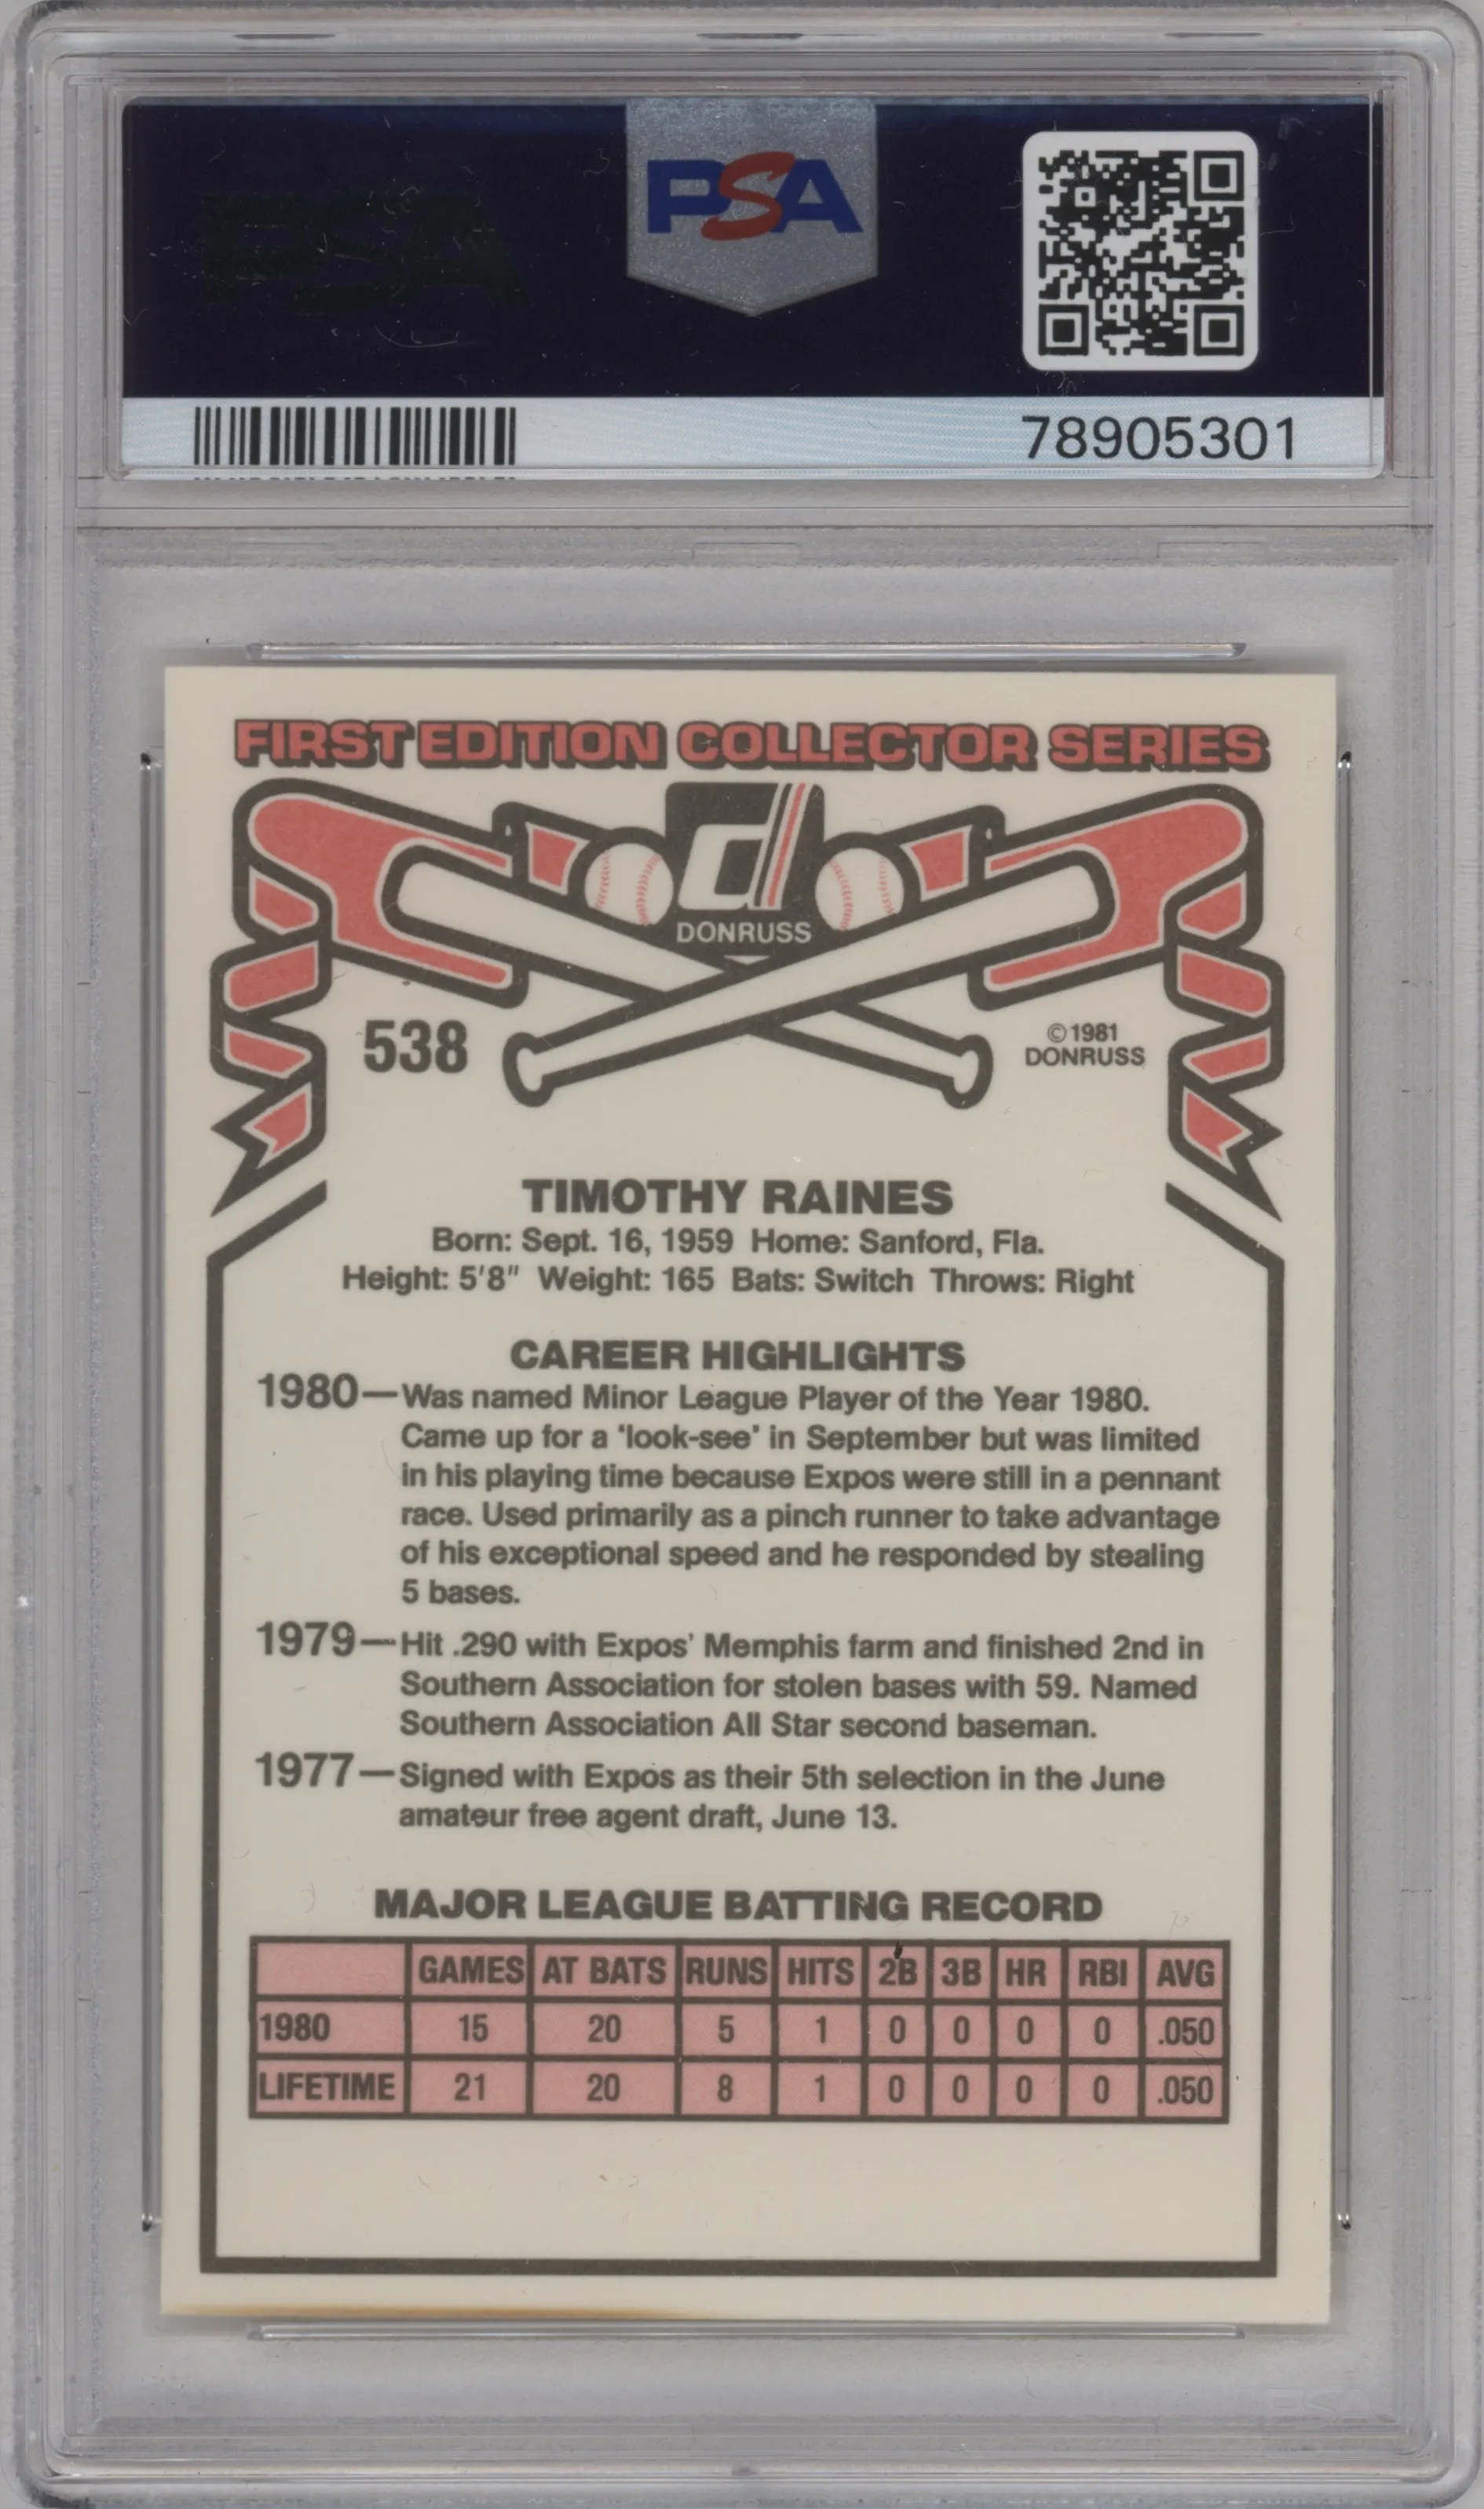 PSA
78905301
FIRST EDITION COLLECTOR SERIES
d
DONRUSS
538
©1981
DONRUSS
TIMOTHY RAINES
Born: Sept. 16, 1959 Home: Sanford, Fla.
Height: 5'8" Weight: 165 Bats: Switch Throws: Right
CAREER HIGHLIGHTS
1980—Was named Minor League Player of the Year 1980.
Came up for a 'look-see' in September but was limited
in his playing time because Expos were still in a pennant
race. Used primarily as a pinch runner to take advantage
of his exceptional speed and he responded by stealing
5 bases.
1979—Hit .290 with Expos' Memphis farm and finished 2nd in
Southern Association for stolen bases with 59. Named
Southern Association All Star second baseman.
1977—Signed with Expos as their 5th selection in the June
amateur free agent draft, June 13.
MAJOR LEAGUE BATTING RECORD
GAMES AT BATS RUNS HITS 2B 3B HR RBI AVG
1980 15 20 5 1 0 0 0 0 .050
LIFETIME 21 20 8 1 0 0 0 0 .050
PSA